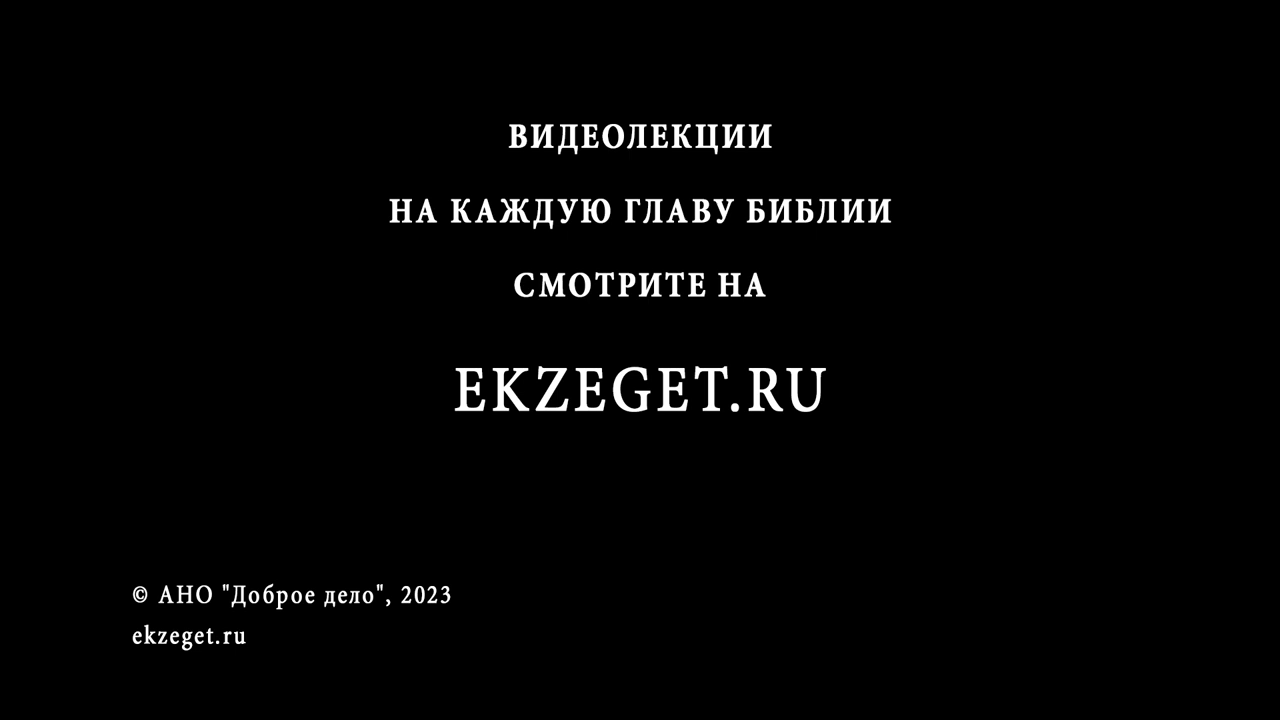 ВИДЕОЛЕКЦИИ
НА КАЖДУЮ ГЛАВУ БИБЛИИ
СМОТРИТЕ НА
EKZEGET.RU
© АНО "Доброе дело", 2023
ekzeget.ru